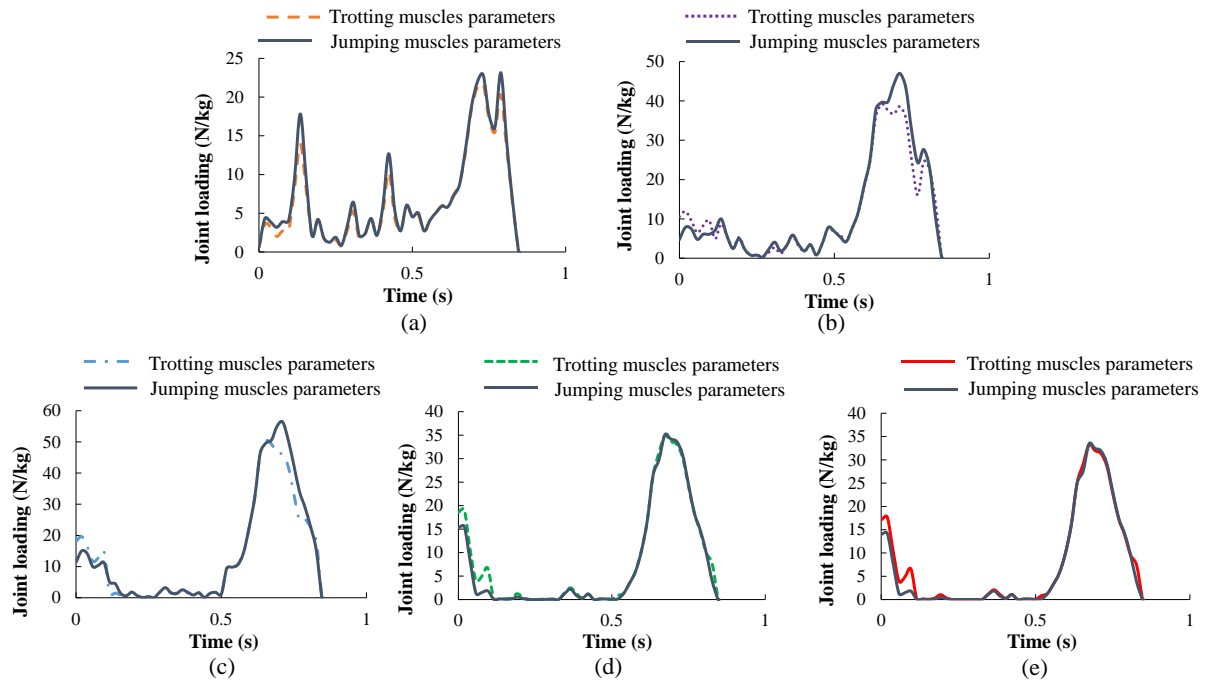 Trotting muscles parameters
Jumping muscles parameters
Joint loading (N/kg)
25
20
15
10
5
0
0
0.5
1
Time (s)
(a)
Trotting muscles parameters
Jumping muscles parameters
Joint loading (N/kg)
50
40
30
20
10
0
0
0.5
1
Time (s)
(b)
Trotting muscles parameters
Jumping muscles parameters
Joint loading (N/kg)
60
50
40
30
20
10
0
0
0.5
1
Time (s)
(c)
Trotting muscles parameters
Jumping muscles parameters
Joint loading (N/kg)
40
35
30
25
20
15
10
5
0
0
0.5
1
Time (s)
(d)
Trotting muscles parameters
Jumping muscles parameters
Joint loading (N/kg)
40
35
30
25
20
15
10
5
0
0
0.5
1
Time (s)
(e)